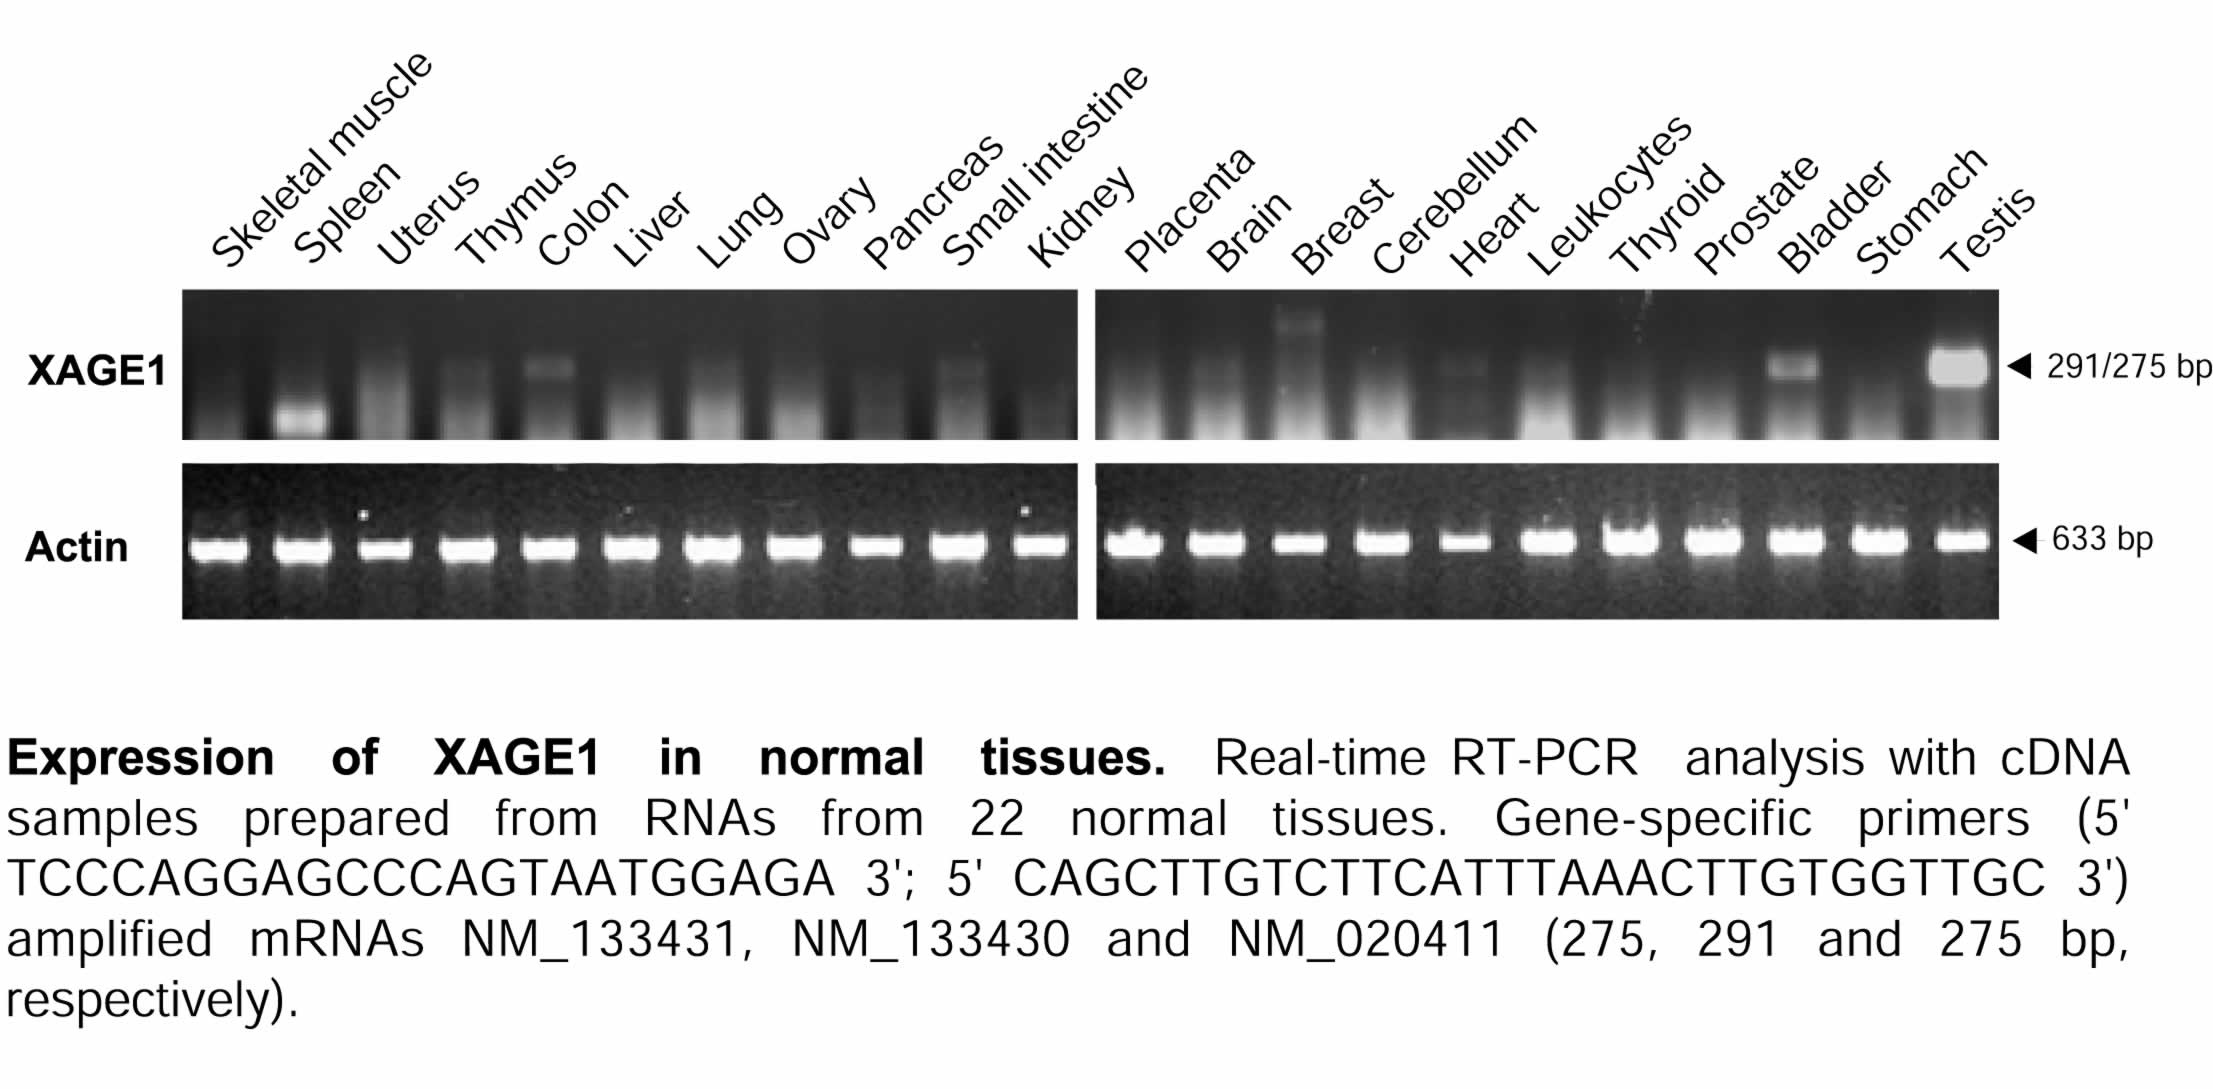 Skeletal muscle
Spleen
Uterus
Thymus
Colon
Liver
Lung
Ovary
Pancreas
Small intestine
Kidney
Placenta
Brain
Breast
Cerebellum
Heart
Leukocytes
Thyroid
Prostate
Bladder
Stomach
Testis
XAGE1
291/275 bp
Actin
633 bp
Expression of XAGE1 in normal tissues. Real-time RT-PCR analysis with cDNA
samples prepared from RNAs from 22 normal tissues. Gene-specific primers (5'
TCCCAGGAGCCCAGTAATGGAGA 3'; 5' CAGCTTGTCTTCATTTAAACTTGTGGTTGC 3')
amplified mRNAs NM_133431, NM_133430 and NM_020411 (275, 291 and 275 bp,
respectively).